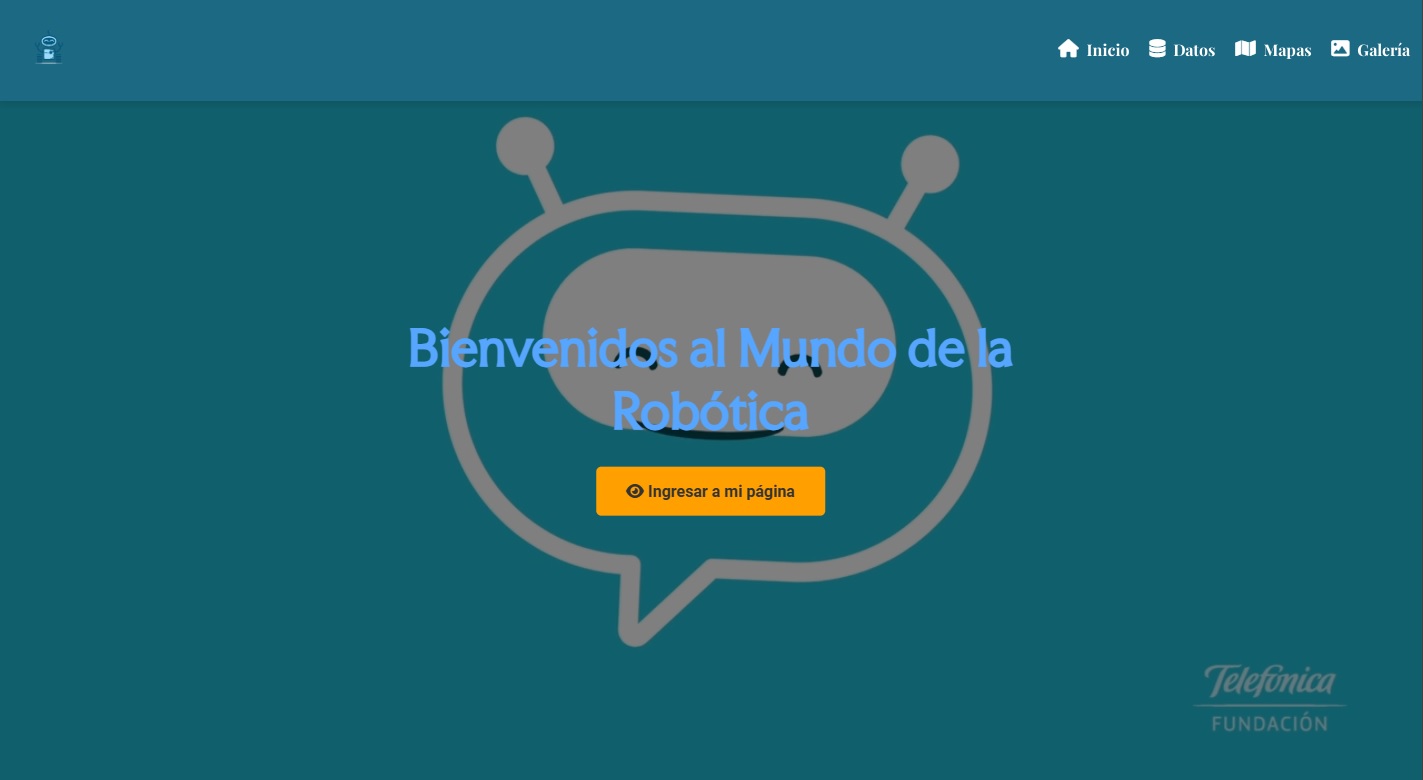 Inicio
Datos
Mapas
Galería
Bienvenidos al Mundo de la
Robótica
Ingresar a mi página
Telefónica
FUNDACIÓN